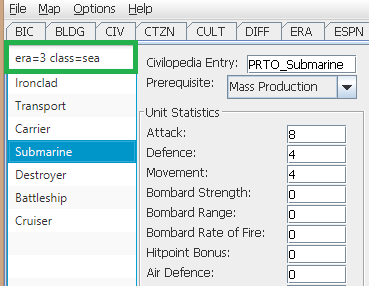 File Map Options Help
BIC BLDG CIV CTZN CULT DIFF ERA ESPN
era=3 class=sea
Ironclad
Transport
Carrier
Submarine
Destroyer
Battleship
Cruiser
Civilopedia Entry: PRTO_Submarine
Prerequisite: Mass Production
Unit Statistics
Attack: 8
Defence: 4
Movement: 4
Bombard Strength: 0
Bombard Range: 0
Bombard Rate of Fire: 0
Hitpoint Bonus: 0
Air Defence: 0